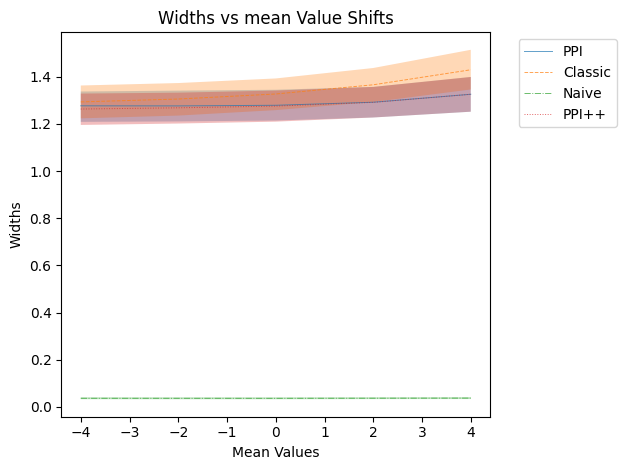 Widths vs mean Value Shifts
PPI
Classic
Naive
PPI++
Widths
1.4
1.2
1.0
0.8
0.6
0.4
0.2
0.0
−4 −3 −2 −1 0 1 2 3 4
Mean Values